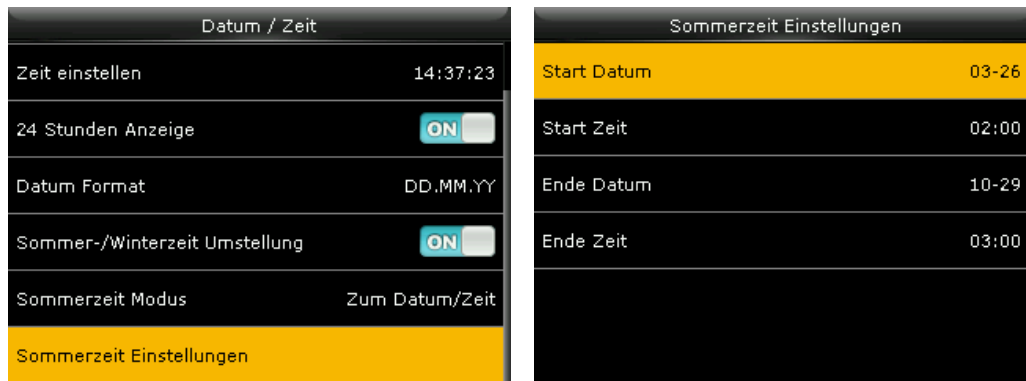 Datum / Zeit
Zeit einstellen 14:37:23
24 Stunden Anzeige ON
Datum Format DD.MM.YY
Sommer-/Winterzeit Umstellung ON
Sommerzeit Modus Zum Datum/Zeit
Sommerzeit Einstellungen
Sommerzeit Einstellungen
Start Datum 03-26
Start Zeit 02:00
Ende Datum 10-29
Ende Zeit 03:00